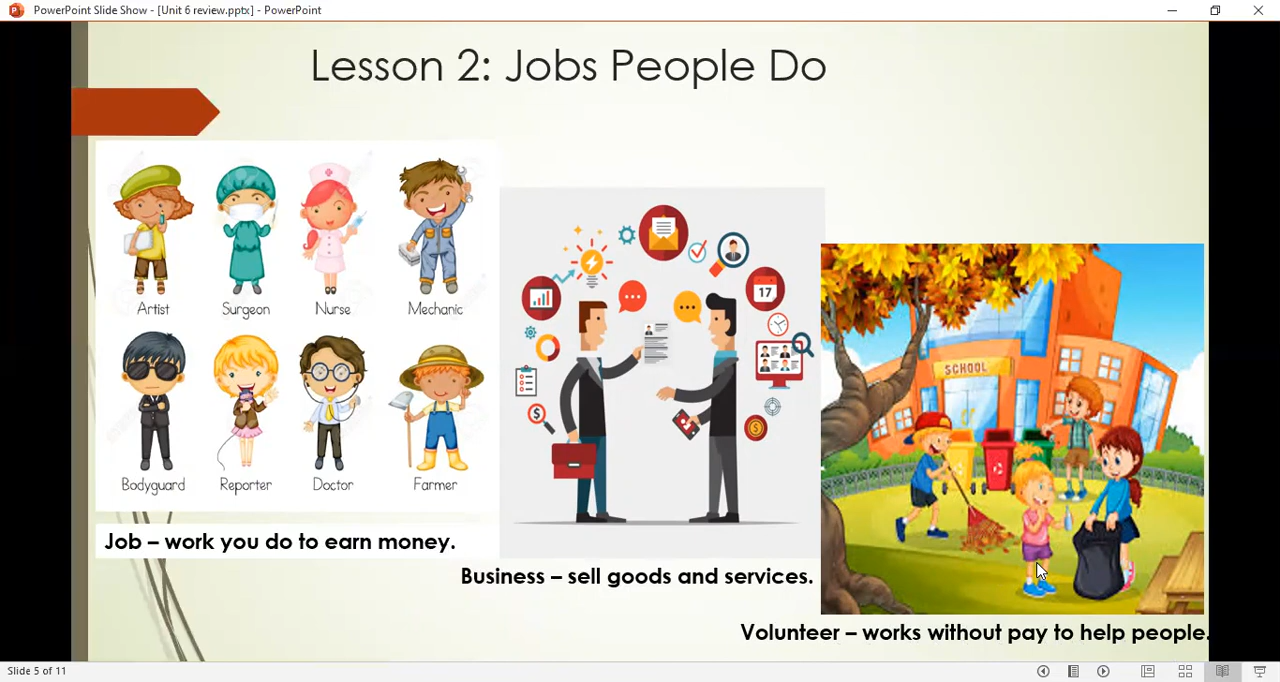 PowerPoint Slide Show - [Unit 6 review.pptx] - PowerPoint
Lesson 2: Jobs People Do
Artist
Surgeon
Nurse
Mechanic
Bodyguard
Reporter
Doctor
Farmer
Job – work you do to earn money.
17
$
$
Business – sell goods and services.
SCHOOL
Volunteer – works without pay to help people.
Slide 5 of 11